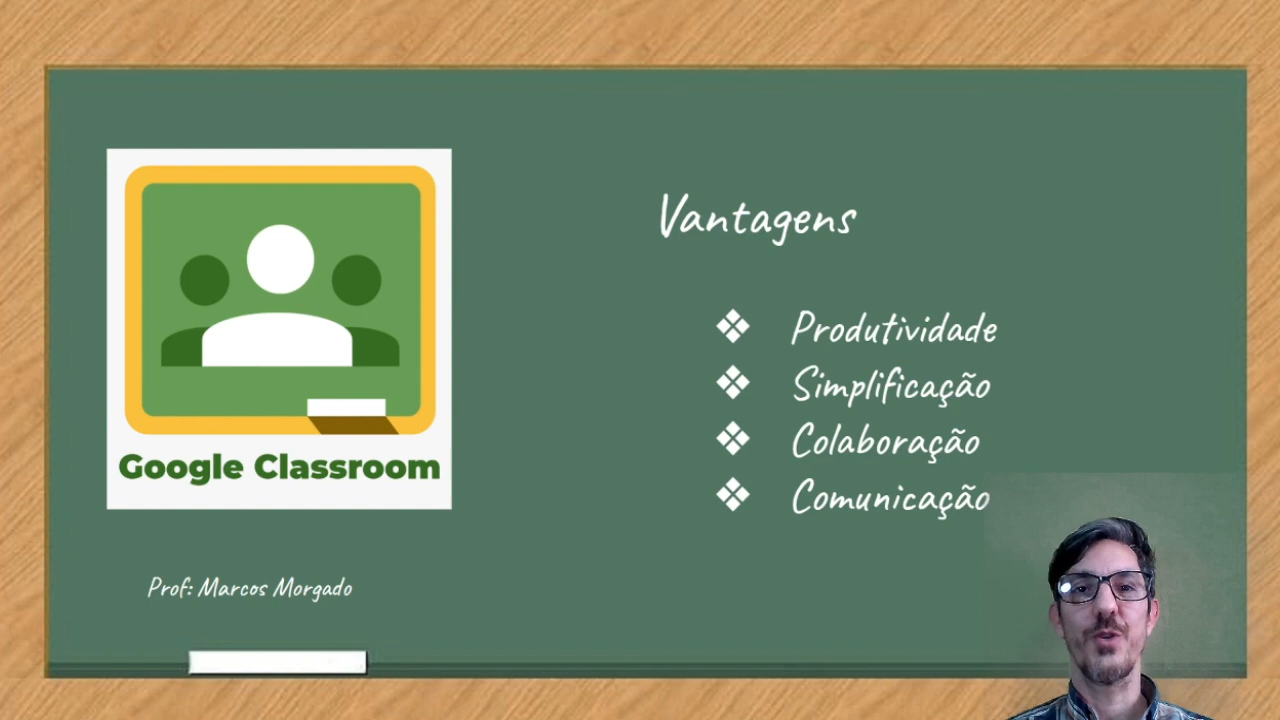 Google Classroom
Prof: Marcos Morgado
Vantagens
Produtividade
Simplificação
Colaboração
Comunicação